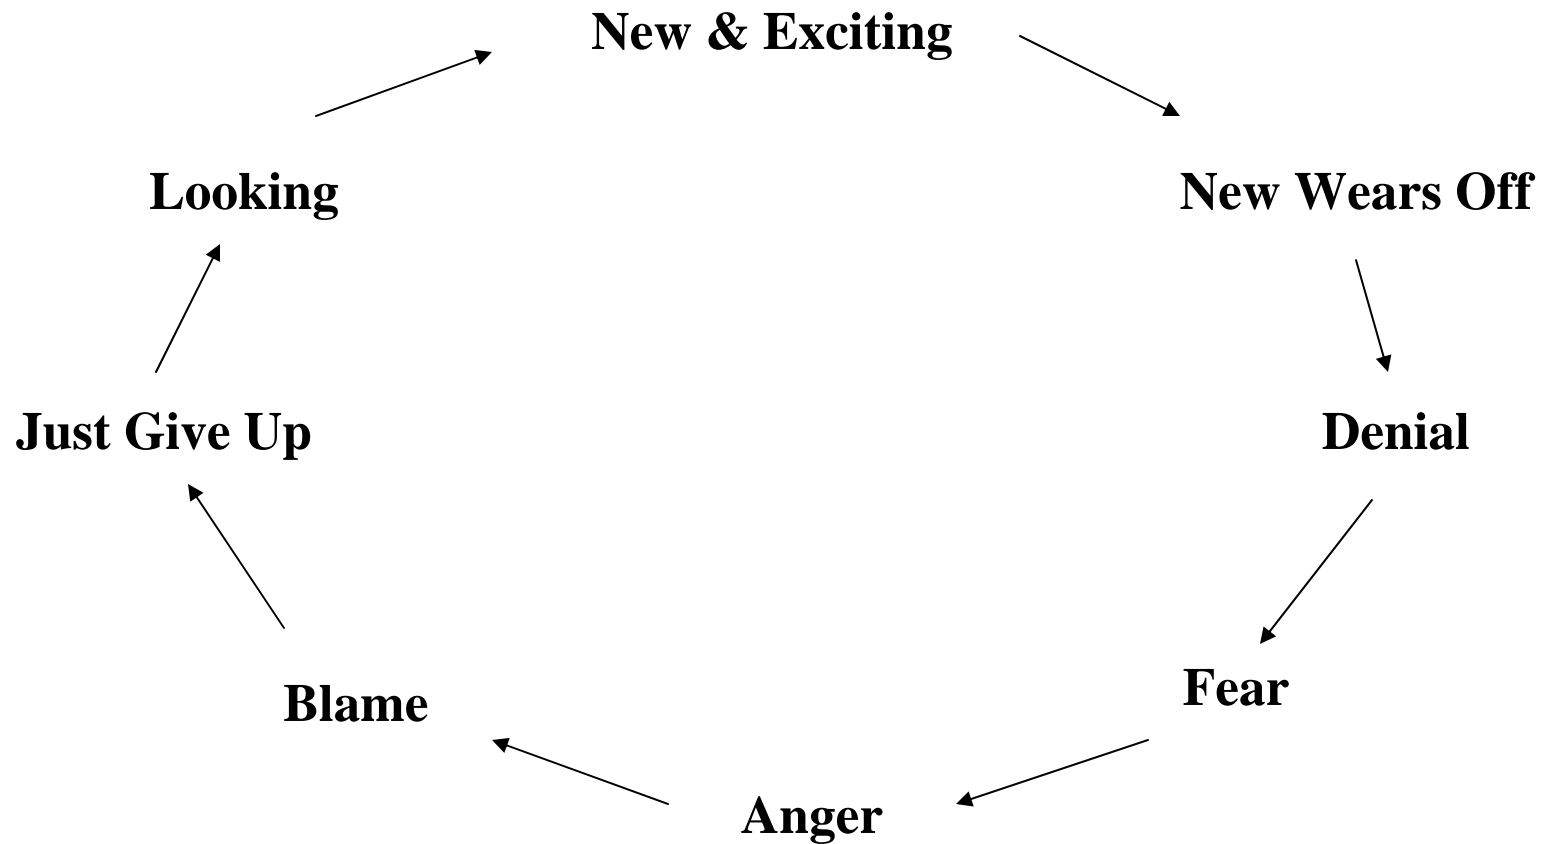 New & Exciting
New Wears Off
Denial
Fear
Anger
Blame
Just Give Up
Looking